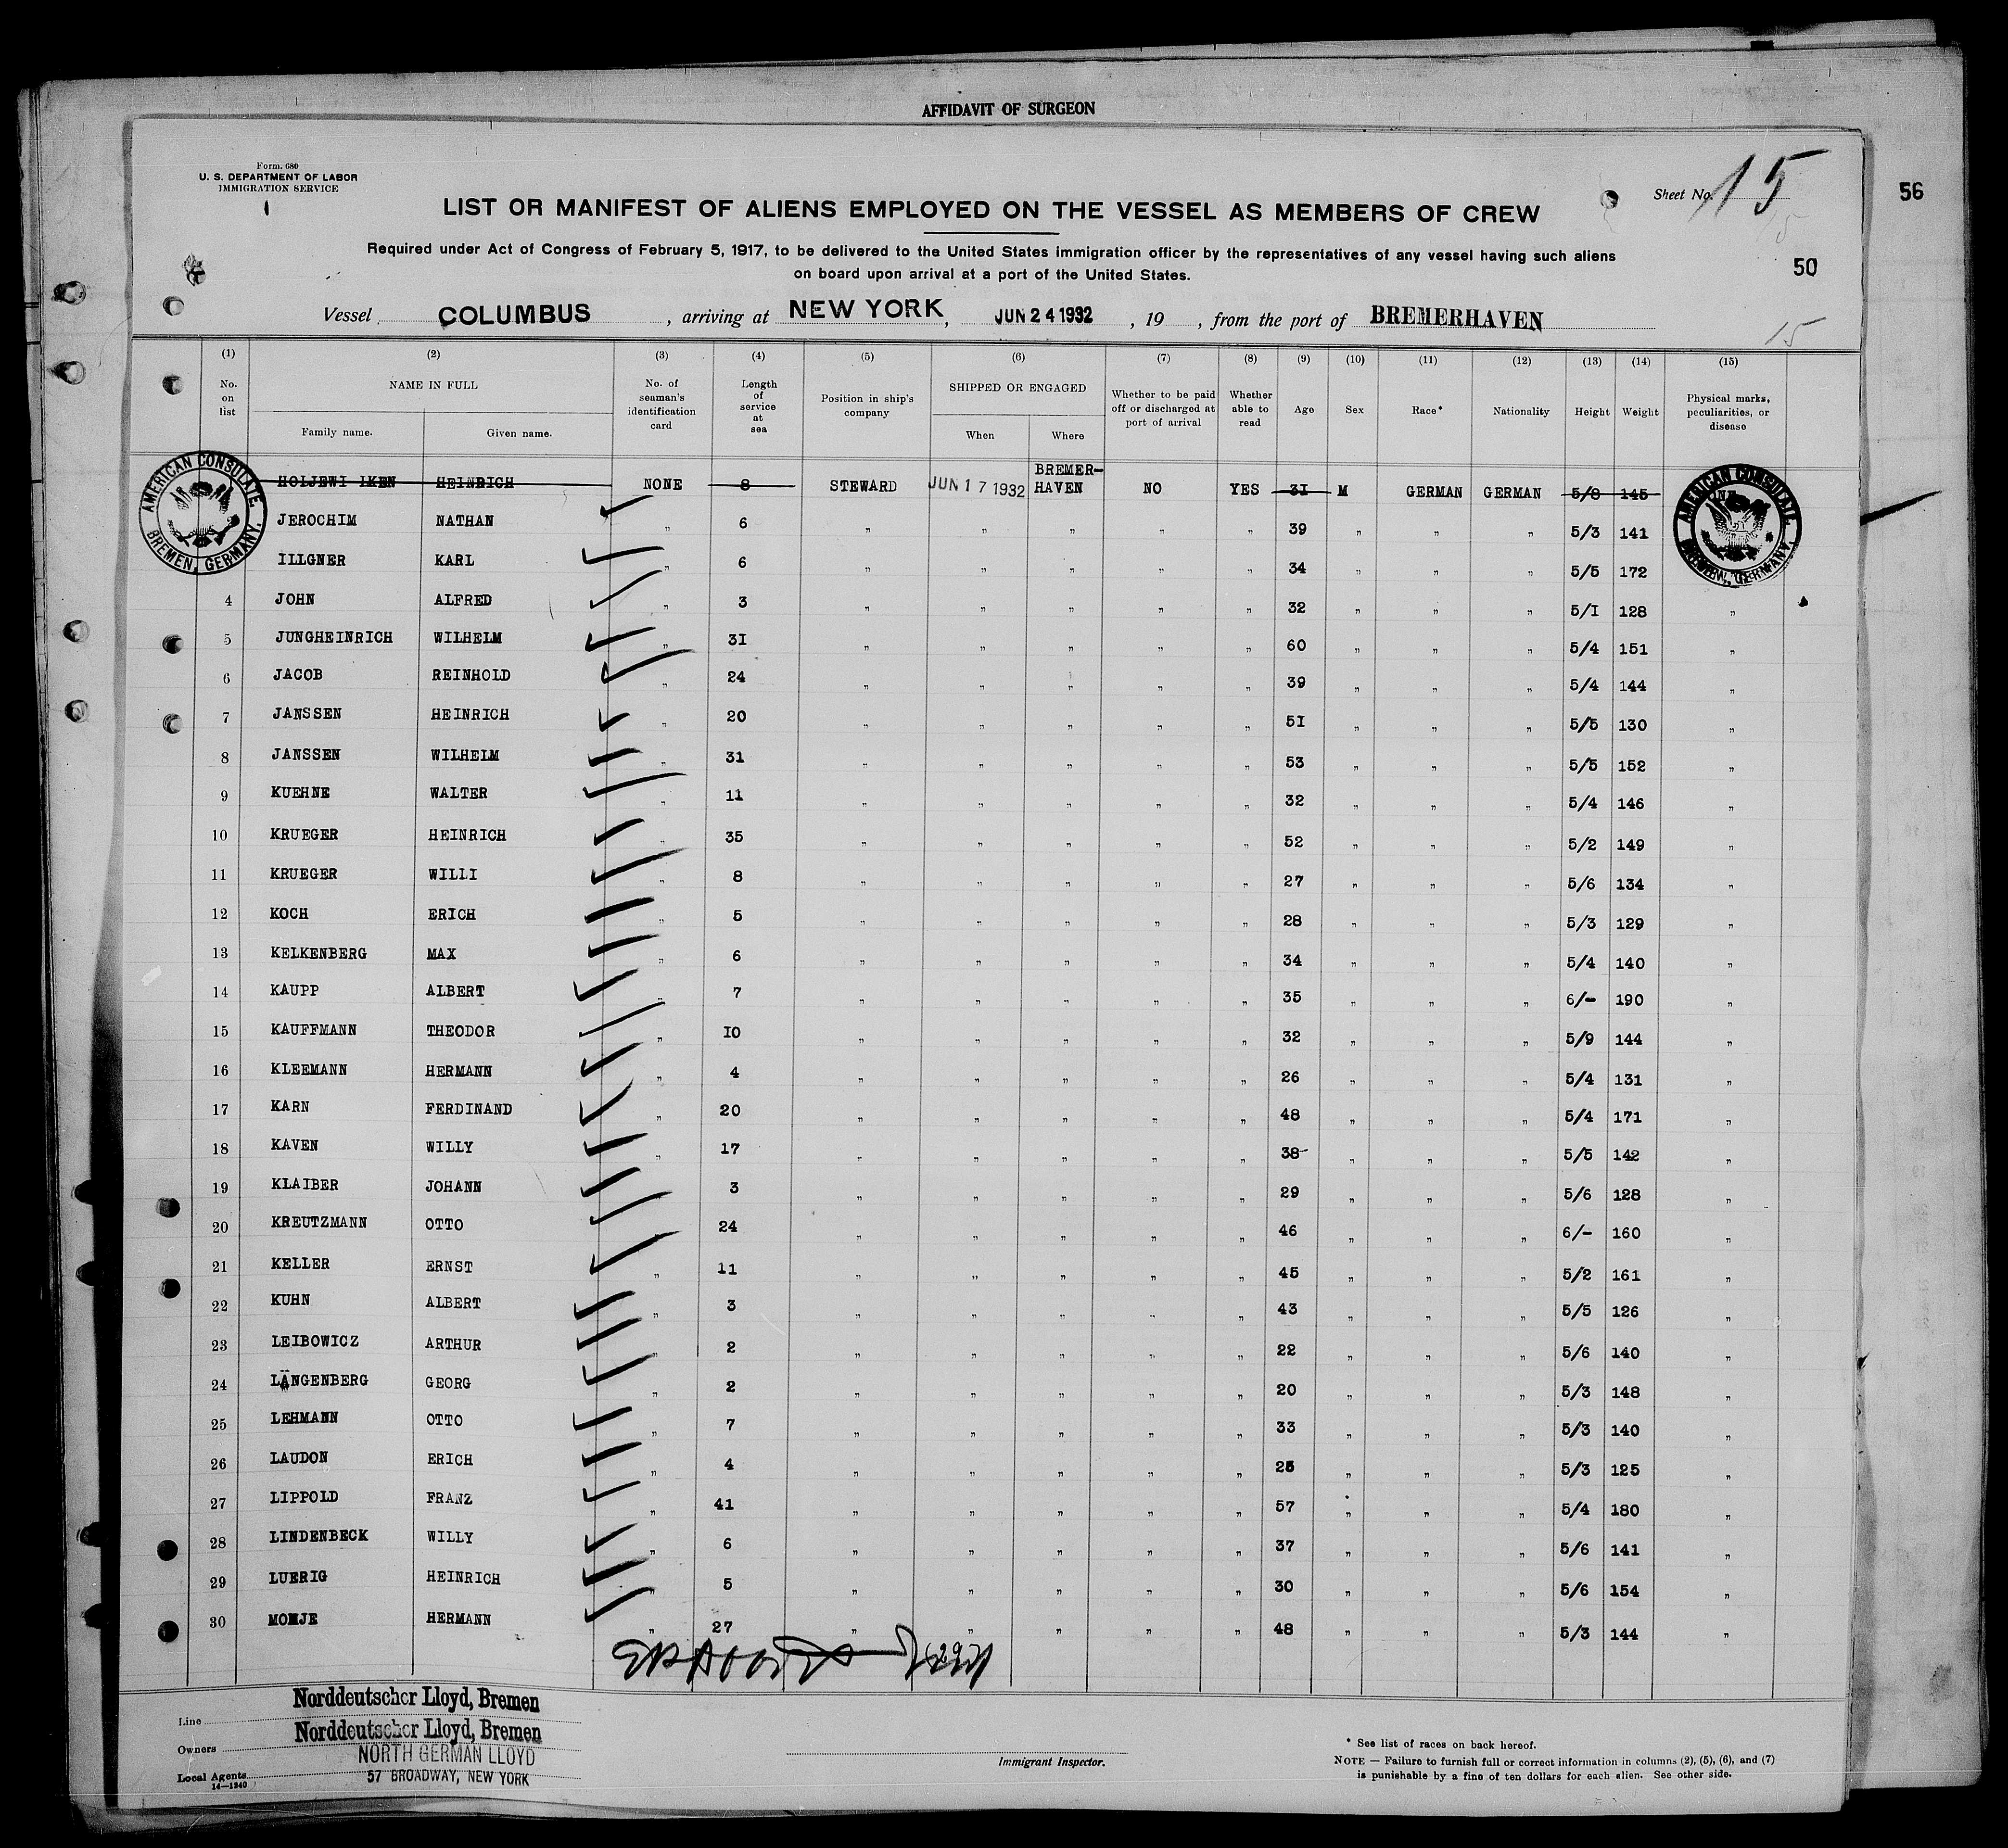 AFFIDAVIT OF SURGEON
Form. 680
U. S. DEPARTMENT OF LABOR
IMMIGRATION SERVICE
Sheet No. 15
56
LIST OR MANIFEST OF ALIENS EMPLOYED ON THE VESSEL AS MEMBERS OF CREW
Required under Act of Congress of February 5, 1917, to be delivered to the United States immigration officer by the representatives of any vessel having such aliens
on board upon arrival at a port of the United States.
50
Vessel COLUMBUS, arriving at NEW YORK, JUN 24 1932, 19 , from the port of BREMERHAVEN
15
(1) (2) (3) (4) (5) (6) (7) (8) (9) (10) (11) (12) (13) (14) (15)
No. on list NAME IN FULL Family name. Given name. No. of seaman's identification card Length of service at sea Position in ship's company SHIPPED OR ENGAGED When Where Whether to be paid off or discharged at port of arrival Whether able to read Age Sex Race* Nationality Height Weight Physical marks, peculiarities, or disease
AMERICAN CONSULATE, BREMEN, GERMANY.
AMERICAN CONSULATE, BREMEN, GERMANY.
HOLJEWI IKEN HEINRICH NONE 8 STEWARD JUN 17 1932 BREMER-HAVEN NO YES 31 M GERMAN GERMAN 5/8 145
JEROCHIM NATHAN " 6 " " " " " 39 " " " 5/3 141
ILLGNER KARL " 6 " " " " " 34 " " " 5/5 172
4 JOHN ALFRED " 3 " " " " " 32 " " " 5/1 128 "
5 JUNGHEINRICH WILHELM " 31 " " " " " 60 " " " 5/4 151 "
6 JACOB REINHOLD " 24 " " " " " 39 " " " 5/4 144 "
7 JANSSEN HEINRICH " 20 " " " " " 51 " " " 5/5 130 "
8 JANSSEN WILHELM " 31 " " " " " 53 " " " 5/5 152 "
9 KUEHNE WALTER " 11 " " " " " 32 " " " 5/4 146 "
10 KRUEGER HEINRICH " 35 " " " " " 52 " " " 5/2 149 "
11 KRUEGER WILLI " 8 " " " " " 27 " " " 5/6 134 "
12 KOCH ERICH " 5 " " " " " 28 " " " 5/3 129 "
13 KELKENBERG MAX " 6 " " " " " 34 " " " 5/4 140 "
14 KAUPP ALBERT " 7 " " " " " 35 " " " 6/- 190 "
15 KAUFFMANN THEODOR " 10 " " " " " 32 " " " 5/9 144 "
16 KLEEMANN HERMANN " 4 " " " " " 26 " " " 5/4 131 "
17 KARN FERDINAND " 20 " " " " " 48 " " " 5/4 171 "
18 KAVEN WILLY " 17 " " " " " 38 " " " 5/5 142 "
19 KLAIBER JOHANN " 3 " " " " " 29 " " " 5/6 128 "
20 KREUTZMANN OTTO " 24 " " " " " 46 " " " 6/- 160 "
21 KELLER ERNST " 11 " " " " " 45 " " " 5/2 161 "
22 KUHN ALBERT " 3 " " " " " 43 " " " 5/5 126 "
23 LEIBOWICZ ARTHUR " 2 " " " " " 22 " " " 5/6 140 "
24 LÄNGENBERG GEORG " 2 " " " " " 20 " " " 5/3 148 "
25 LEHMANN OTTO " 7 " " " " " 33 " " " 5/3 140 "
26 LAUDON ERICH " 4 " " " " " 25 " " " 5/3 125 "
27 LIPPOLD FRANZ " 41 " " " " " 57 " " " 5/4 180 "
28 LINDENBECK WILLY " 6 " " " " " 37 " " " 5/6 141 "
29 LUERIG HEINRICH " 5 " " " " " 30 " " " 5/6 154 "
30 MONJE HERMANN " 27 " " " " " 48 " " " 5/3 144 "
Line Norddeutscher Lloyd, Bremen
Owners Norddeutscher Lloyd, Bremen
Local Agents NORTH GERMAN LLOYD
57 BROADWAY, NEW YORK
14—1240
Immigrant Inspector.
* See list of races on back hereof.
NOTE — Failure to furnish full or correct information in columns (2), (5), (6), and (7)
is punishable by a fine of ten dollars for each alien. See other side.